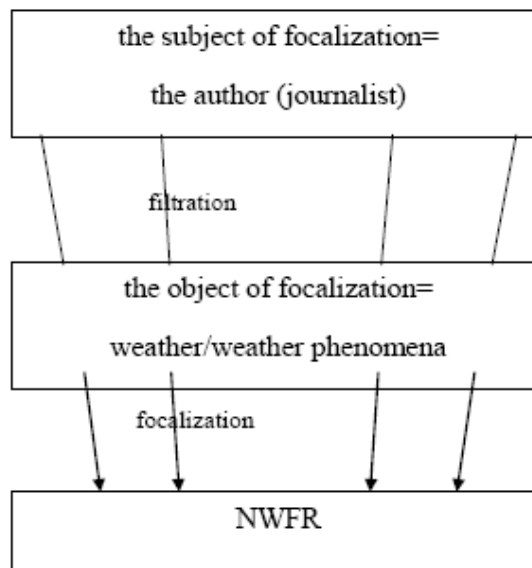 the subject of focalization=
the author (journalist)
filtration
the object of focalization=
weather/weather phenomena
focalization
NWFR